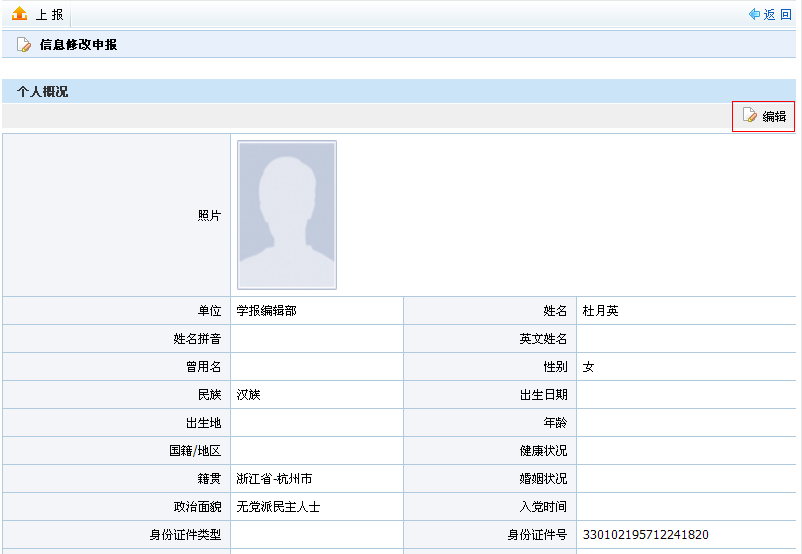 上报 返回
信息修改申报
个人概况
编辑
照片
单位 学报编辑部 姓名 杜月英
姓名拼音 英文姓名
曾用名 性别 女
民族 汉族 出生日期
出生地 年龄
国籍/地区 健康状况
籍贯 浙江省-杭州市 婚姻状况
政治面貌 无党派民主人士 入党时间
身份证件类型 身份证件号 330102195712241820